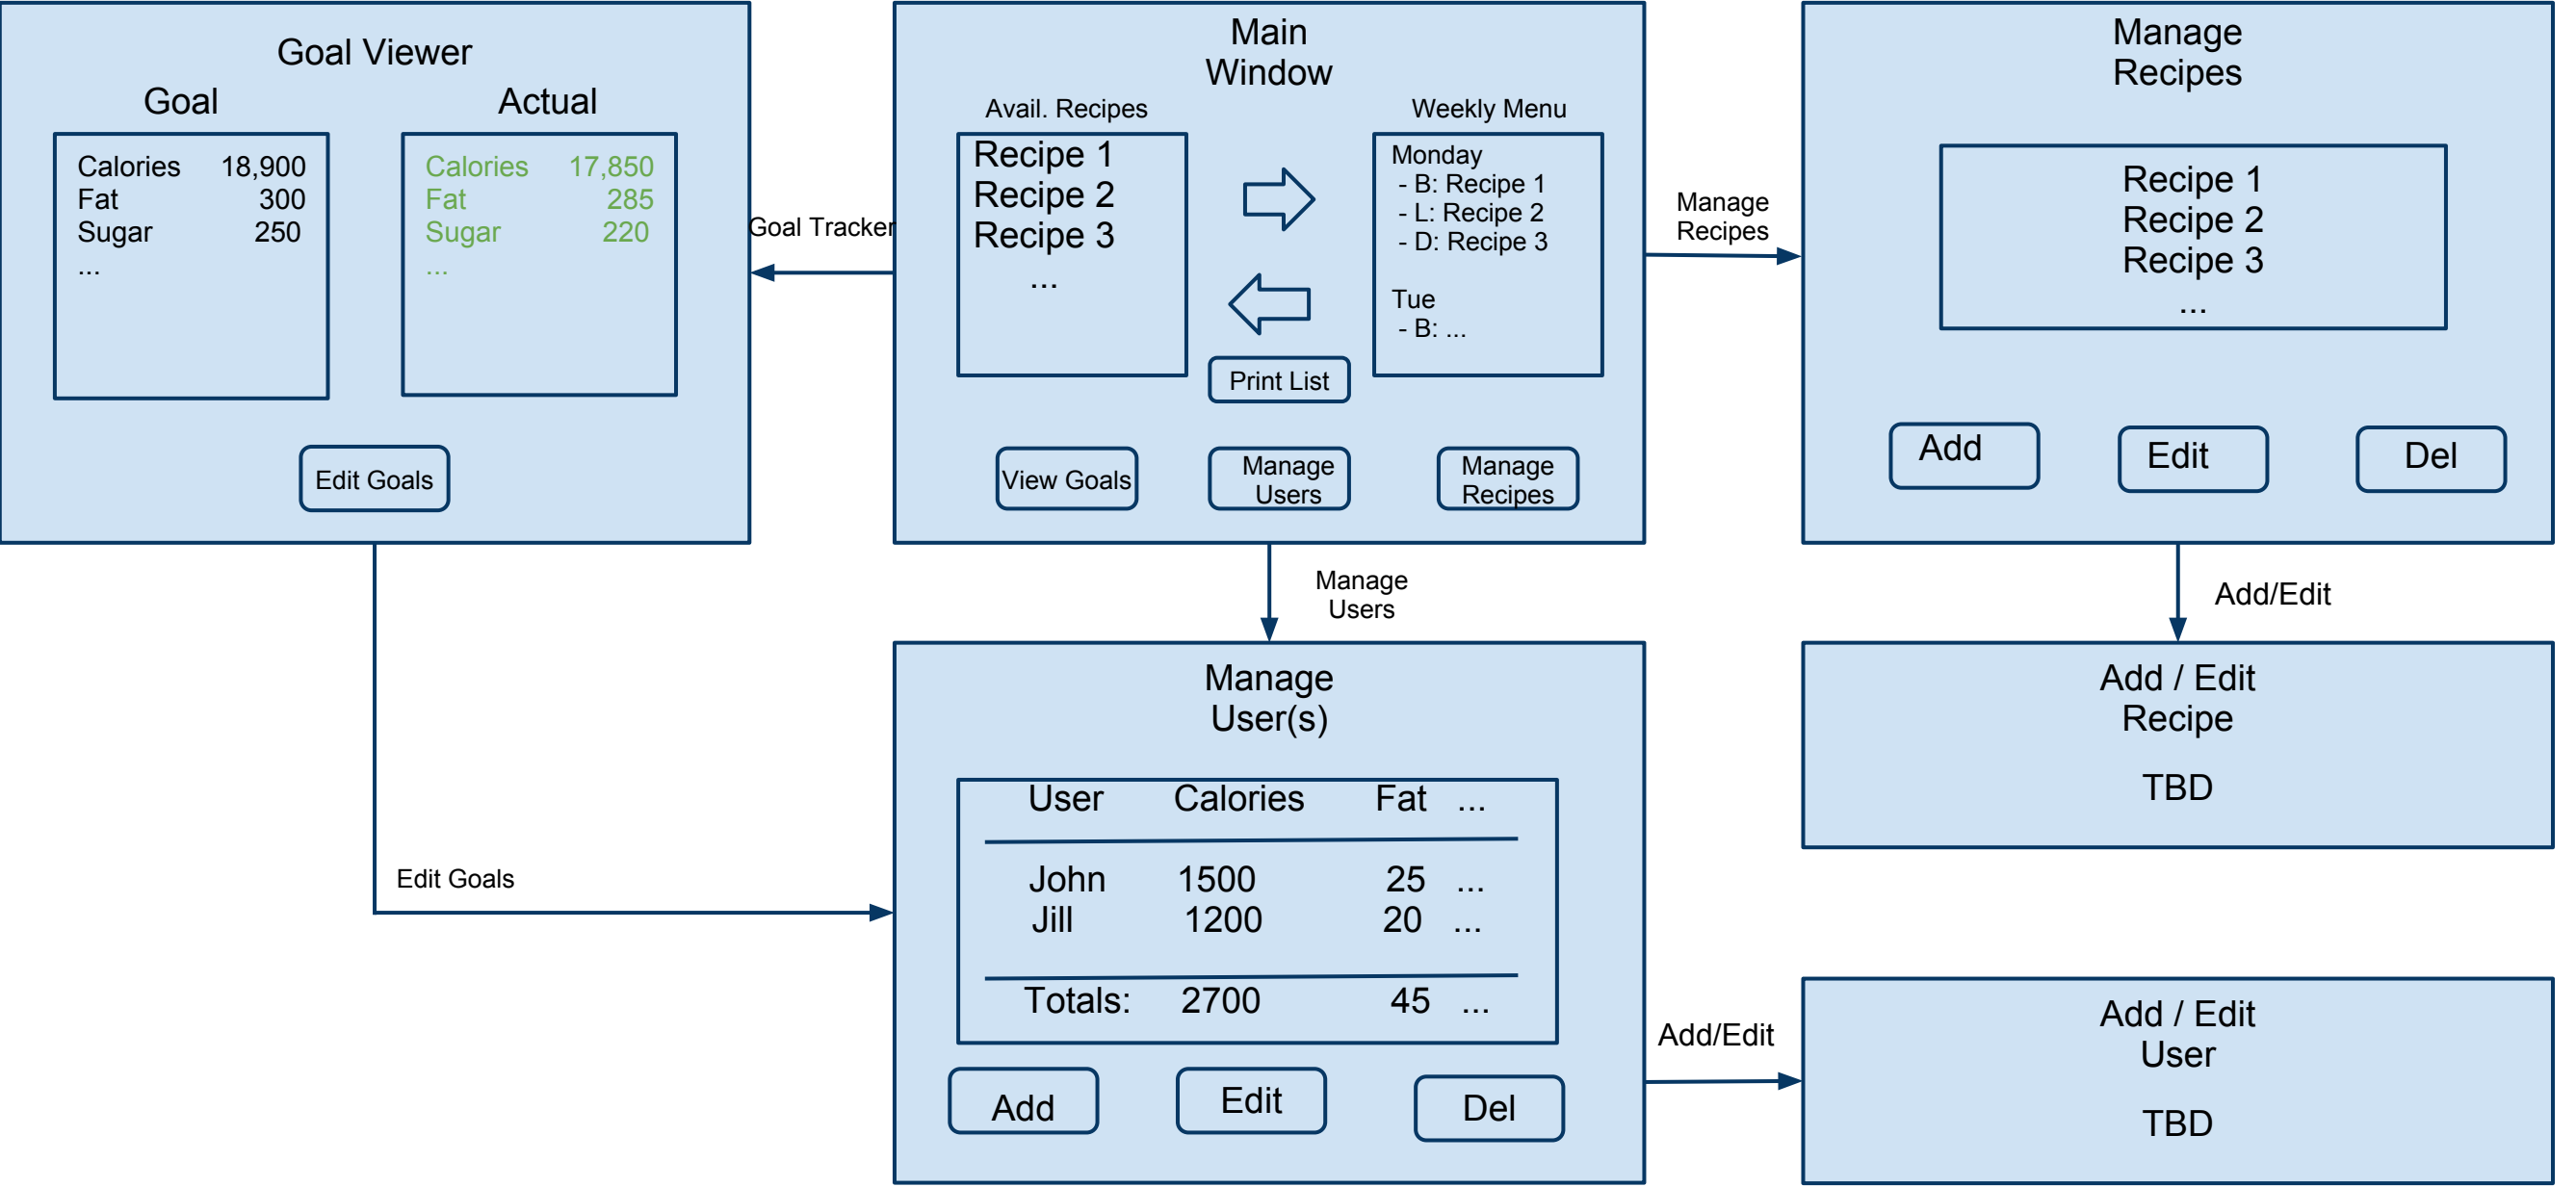 Goal Viewer
Goal
Actual
Calories 18,900
Fat 300
Sugar 250
...
Calories 17,850
Fat 285
Sugar 220
...
Edit Goals
Goal Tracker
Main
Window
Avail. Recipes
Recipe 1
Recipe 2
Recipe 3
...
Weekly Menu
Monday
- B: Recipe 1
- L: Recipe 2
- D: Recipe 3
Tue
- B: ...
Print List
View Goals
Manage
Users
Manage
Recipes
Manage
Recipes
Manage
Recipes
Recipe 1
Recipe 2
Recipe 3
...
Add
Edit
Del
Manage
Users
Add/Edit
Edit Goals
Manage
User(s)
User Calories Fat ...
John 1500 25 ...
Jill 1200 20 ...
Totals: 2700 45 ...
Add
Edit
Del
Add / Edit
Recipe
TBD
Add/Edit
Add / Edit
User
TBD